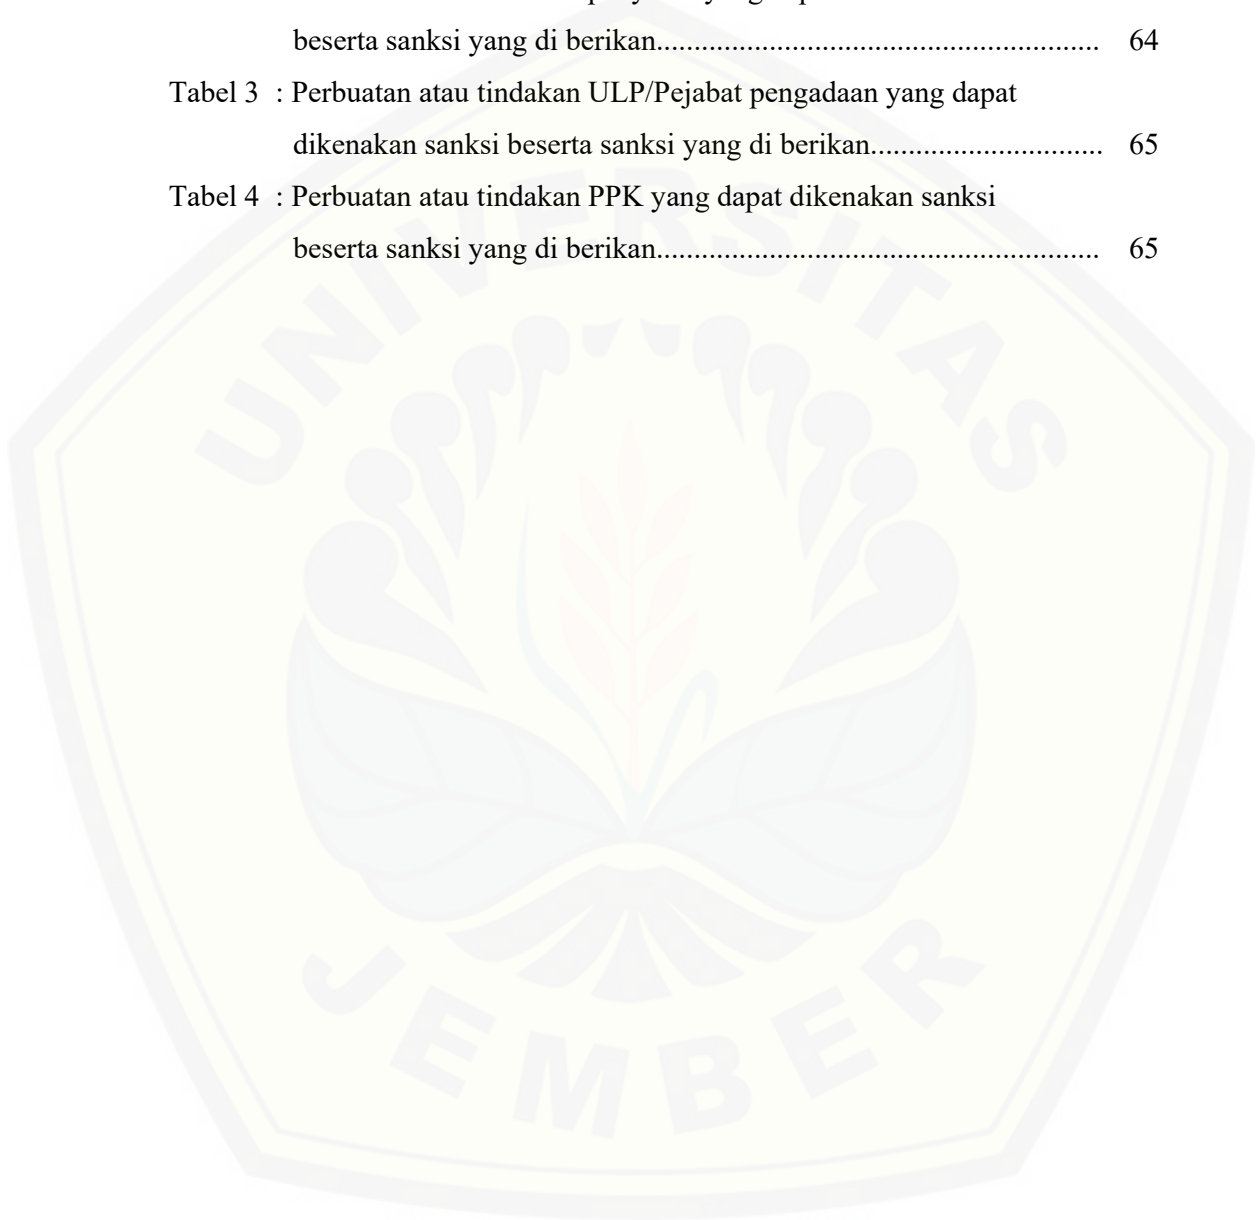 beserta sanksi yang di berikan........................................................... 64
Tabel 3 : Perbuatan atau tindakan ULP/Pejabat pengadaan yang dapat
dikenakan sanksi beserta sanksi yang di berikan............................... 65
Tabel 4 : Perbuatan atau tindakan PPK yang dapat dikenakan sanksi
beserta sanksi yang di berikan........................................................... 65
UNIVERSITAS
JEMBER